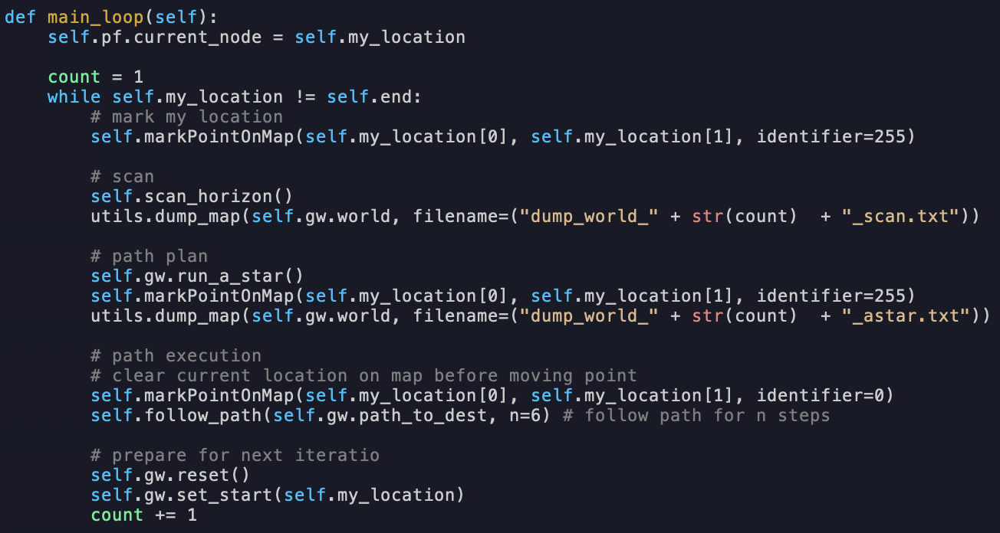 def main_loop(self):
    self.pf.current_node = self.my_location

    count = 1
    while self.my_location != self.end:
        # mark my location
        self.markPointOnMap(self.my_location[0], self.my_location[1], identifier=255)

        # scan
        self.scan_horizon()
        utils.dump_map(self.gw.world, filename=("dump_world_" + str(count)  + "_scan.txt"))

        # path plan
        self.gw.run_a_star()
        self.markPointOnMap(self.my_location[0], self.my_location[1], identifier=255)
        utils.dump_map(self.gw.world, filename=("dump_world_" + str(count)  + "_astar.txt"))

        # path execution
        # clear current location on map before moving point
        self.markPointOnMap(self.my_location[0], self.my_location[1], identifier=0)
        self.follow_path(self.gw.path_to_dest, n=6) # follow path for n steps

        # prepare for next iteratio
        self.gw.reset()
        self.gw.set_start(self.my_location)
        count += 1